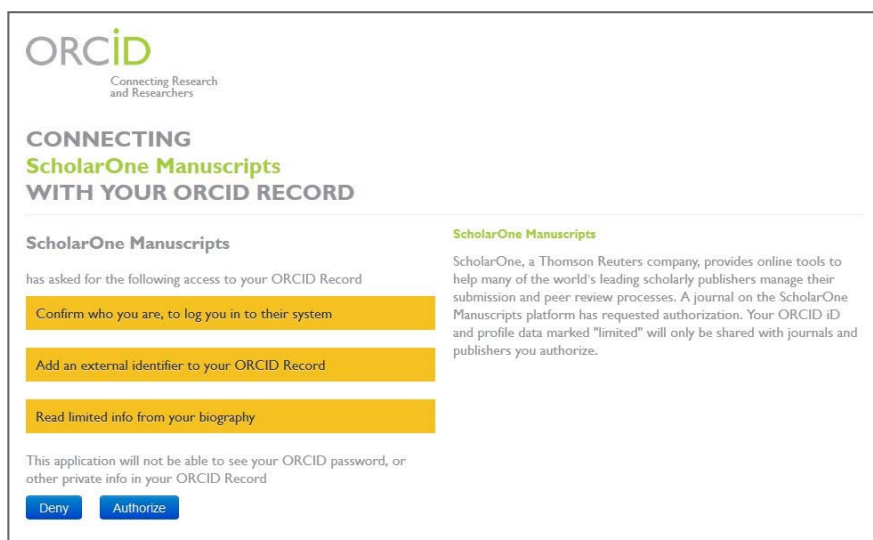 ORCiD
Connecting Research
and Researchers
CONNECTING
ScholarOne Manuscripts
WITH YOUR ORCID RECORD
ScholarOne Manuscripts
has asked for the following access to your ORCID Record
Confirm who you are, to log you in to their system
Add an external identifier to your ORCID Record
Read limited info from your biography
This application will not be able to see your ORCID password, or
other private info in your ORCID Record
Deny Authorize
ScholarOne Manuscripts
ScholarOne, a Thomson Reuters company, provides online tools to
help many of the world's leading scholarly publishers manage their
submission and peer review processes. A journal on the ScholarOne
Manuscripts platform has requested authorization. Your ORCID iD
and profile data marked "limited" will only be shared with journals and
publishers you authorize.